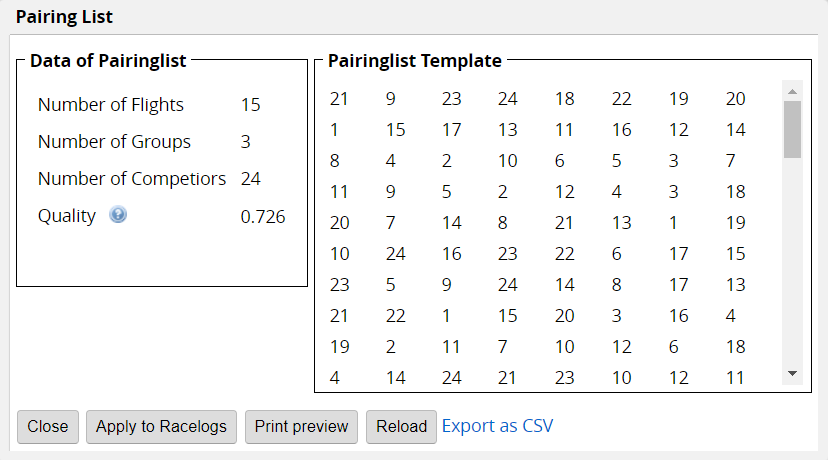 Pairing List
Data of Pairinglist
Number of Flights 15
Number of Groups 3
Number of Competiors 24
Quality ? 0.726
Pairinglist Template
21 9 23 24 18 22 19 20
1 15 17 13 11 16 12 14
8 4 2 10 6 5 3 7
11 9 5 2 12 4 3 18
20 7 14 8 21 13 1 19
10 24 16 23 22 6 17 15
23 5 9 24 14 8 17 13
21 22 1 15 20 3 16 4
19 2 11 7 10 12 6 18
4 14 24 21 23 10 12 11
Close Apply to Racelogs Print preview Reload Export as CSV